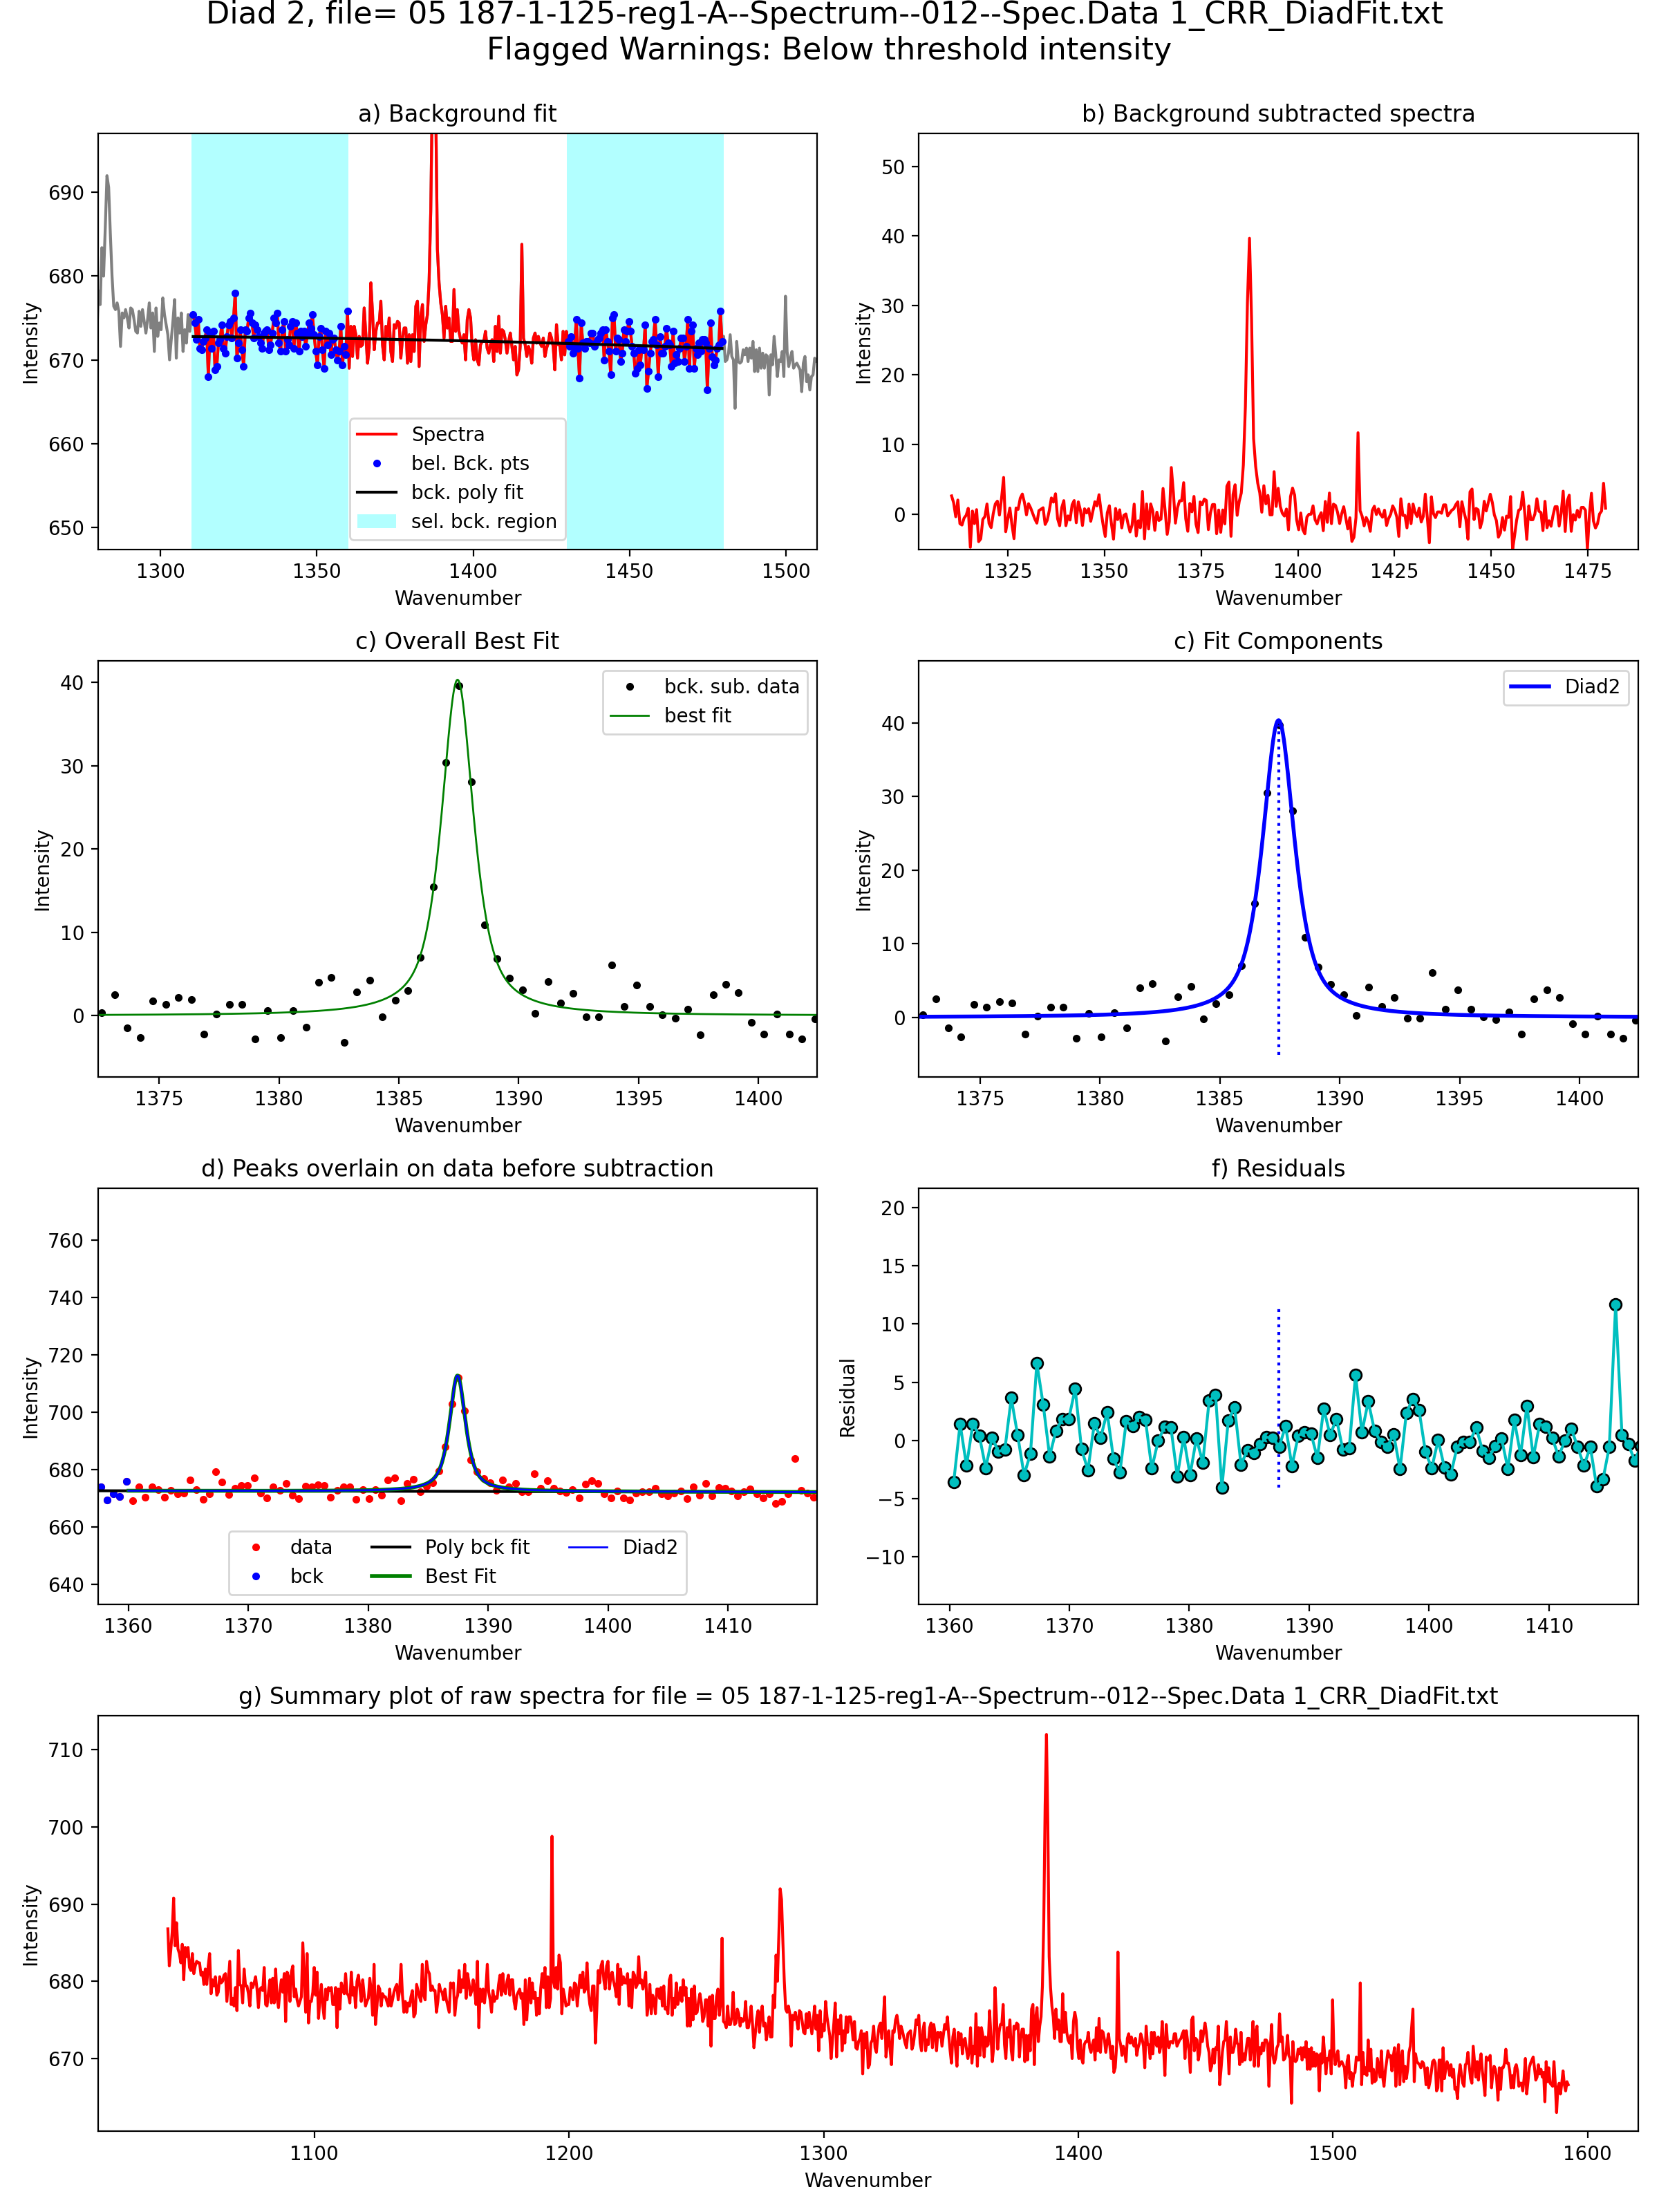 Diad 2, file= 05 187-1-125-reg1-A--Spectrum--012--Spec.Data 1_CRR_DiadFit.txt
Flagged Warnings: Below threshold intensity
a) Background fit
690
680
670
660
650
Intensity
Spectra
bel. Bck. pts
bck. poly fit
sel. bck. region
1300 1350 1400 1450 1500
Wavenumber
b) Background subtracted spectra
50
40
30
20
10
0
Intensity
1325 1350 1375 1400 1425 1450 1475
Wavenumber
c) Overall Best Fit
40
30
20
10
0
Intensity
bck. sub. data
best fit
1375 1380 1385 1390 1395 1400
Wavenumber
c) Fit Components
40
30
20
10
0
Intensity
Diad2
1375 1380 1385 1390 1395 1400
Wavenumber
d) Peaks overlain on data before subtraction
760
740
720
700
680
660
640
Intensity
data
bck
Poly bck fit
Best Fit
Diad2
1360 1370 1380 1390 1400 1410
Wavenumber
f) Residuals
20
15
10
5
0
−5
−10
Residual
1360 1370 1380 1390 1400 1410
Wavenumber
g) Summary plot of raw spectra for file = 05 187-1-125-reg1-A--Spectrum--012--Spec.Data 1_CRR_DiadFit.txt
710
700
690
680
670
Intensity
1100 1200 1300 1400 1500 1600
Wavenumber